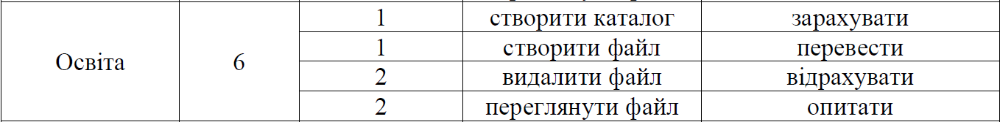 1 створити каталог зарахувати
1 створити файл перевести
Освіта 6
2 видалити файл відрахувати
2 переглянути файл опитати